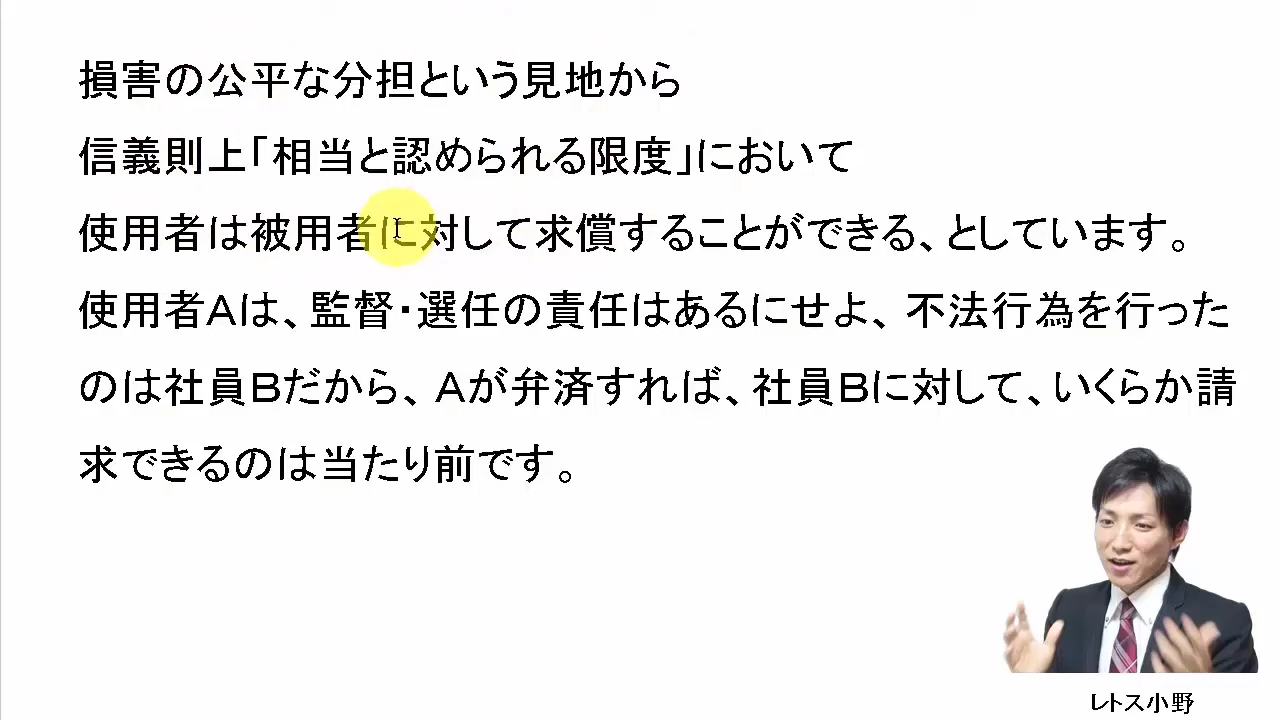 損害の公平な分担という見地から
信義則上「相当と認められる限度」において
使用者は被用者に対して求償することができる、としています。
使用者Ａは、監督・選任の責任はあるにせよ、不法行為を行った
のは社員Ｂだから、Ａが弁済すれば、社員Ｂに対して、いくらか請
求できるのは当たり前です。
レトス小野